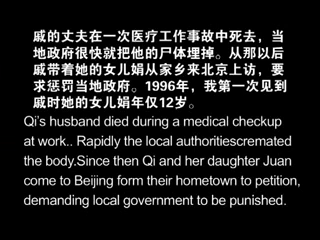 戚的丈夫在一次医疗工作事故中死去，当
地政府很快就把他的尸体埋掉。从那以后
戚带着她的女儿娟从家乡来北京上访，要
求惩罚当地政府。1996年，我第一次见到
戚时她的女儿娟年仅12岁。
Qi's husband died during a medical checkup
at work.. Rapidly the local authoritiescremated
the body.Since then Qi and her daughter Juan
come to Beijing form their hometown to petition,
demanding local government to be punished.